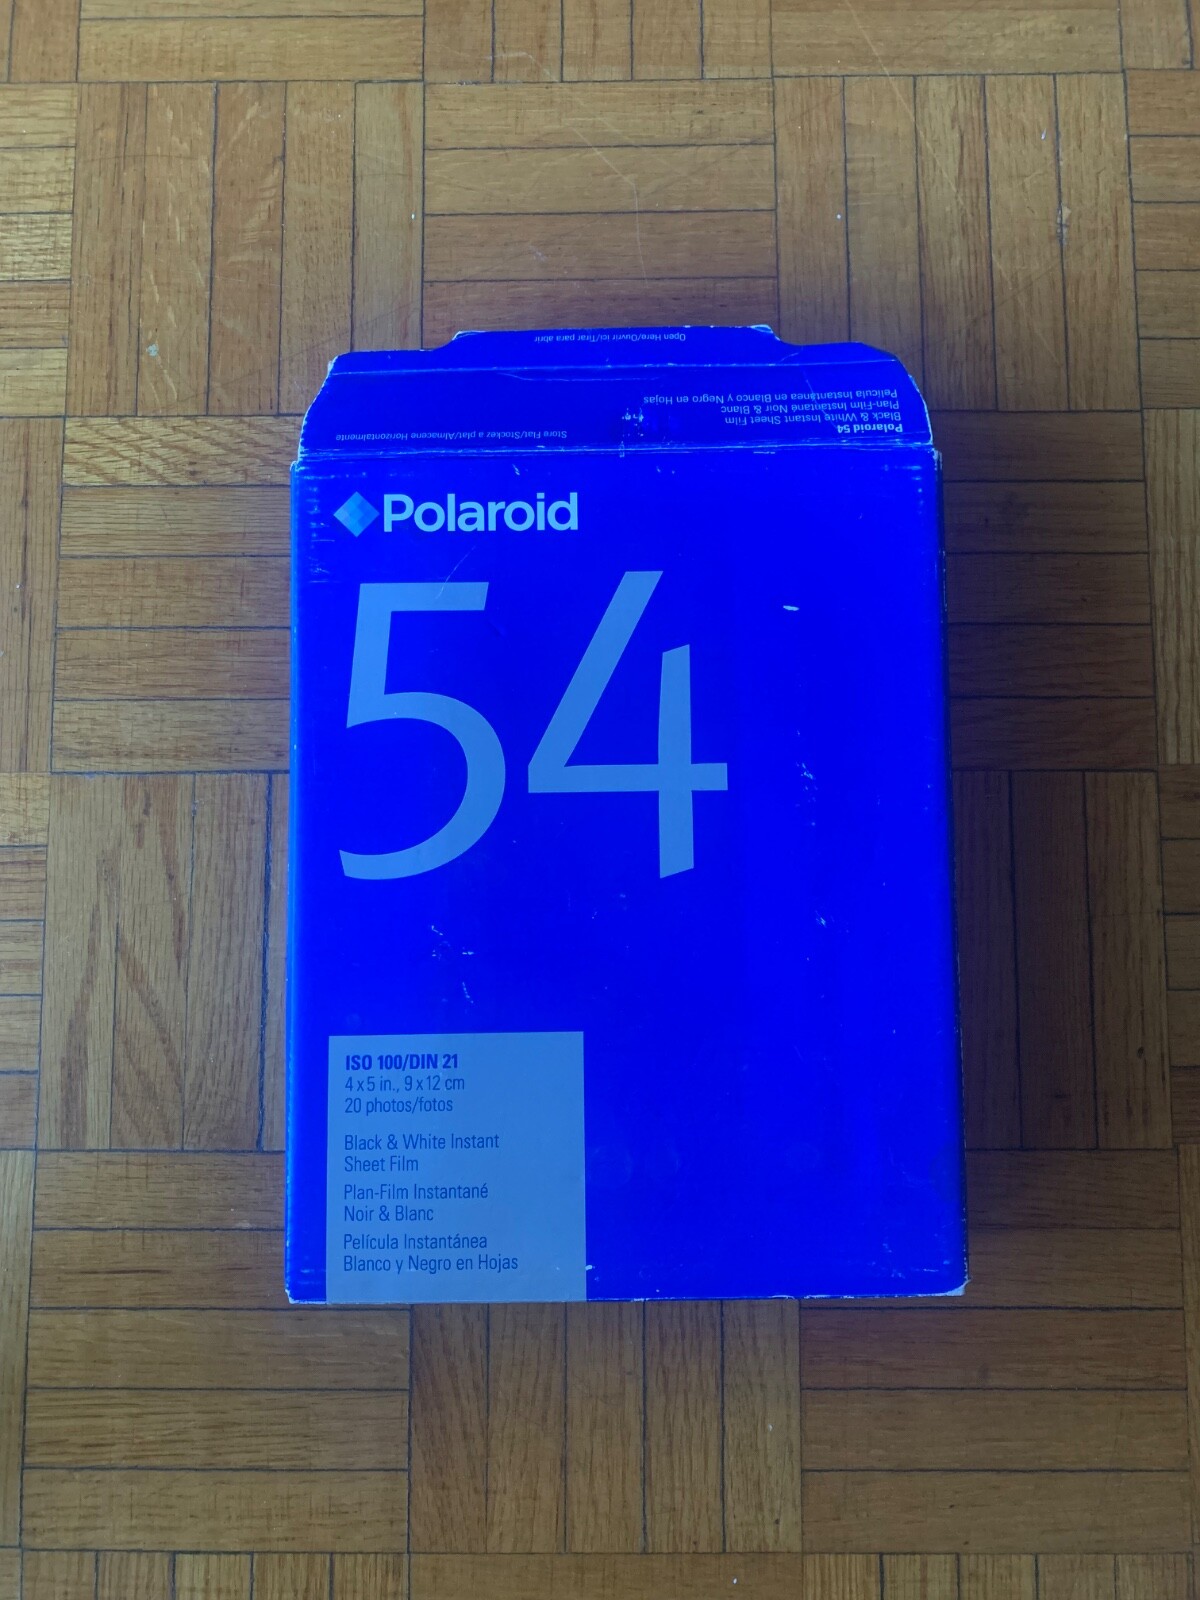 Open Here/Ouvrir ici/Tirar para abrir
Polaroid 54
Black & White Instant Sheet Film
Plan-Film Instantané Noir & Blanc
Película Instantánea en Blanco y Negro en Hojas
Store Flat/Stocker a plat/Almacene Horizontalmente
Polaroid
54
ISO 100/DIN 21
4 x 5 in., 9 x 12 cm
20 photos/fotos
Black & White Instant
Sheet Film
Plan-Film Instantané
Noir & Blanc
Película Instantánea
Blanco y Negro en Hojas